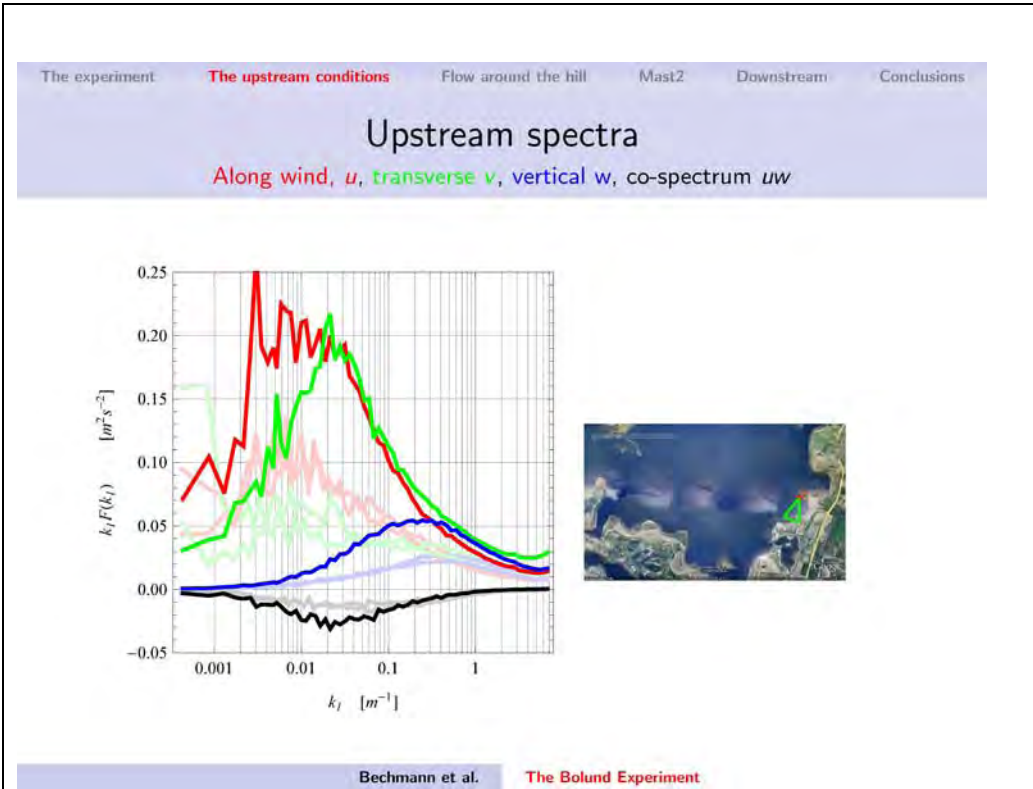 The experiment The upstream conditions Flow around the hill Mast2 Downstream Conclusions
Upstream spectra
Along wind, u, transverse v, vertical w, co-spectrum uw
0.25
0.20
0.15
0.10
0.05
0.00
−0.05
k₁F(k₁) [m²s⁻²]
0.001 0.01 0.1 1
k₁ [m⁻¹]
Bechmann et al. The Bolund Experiment